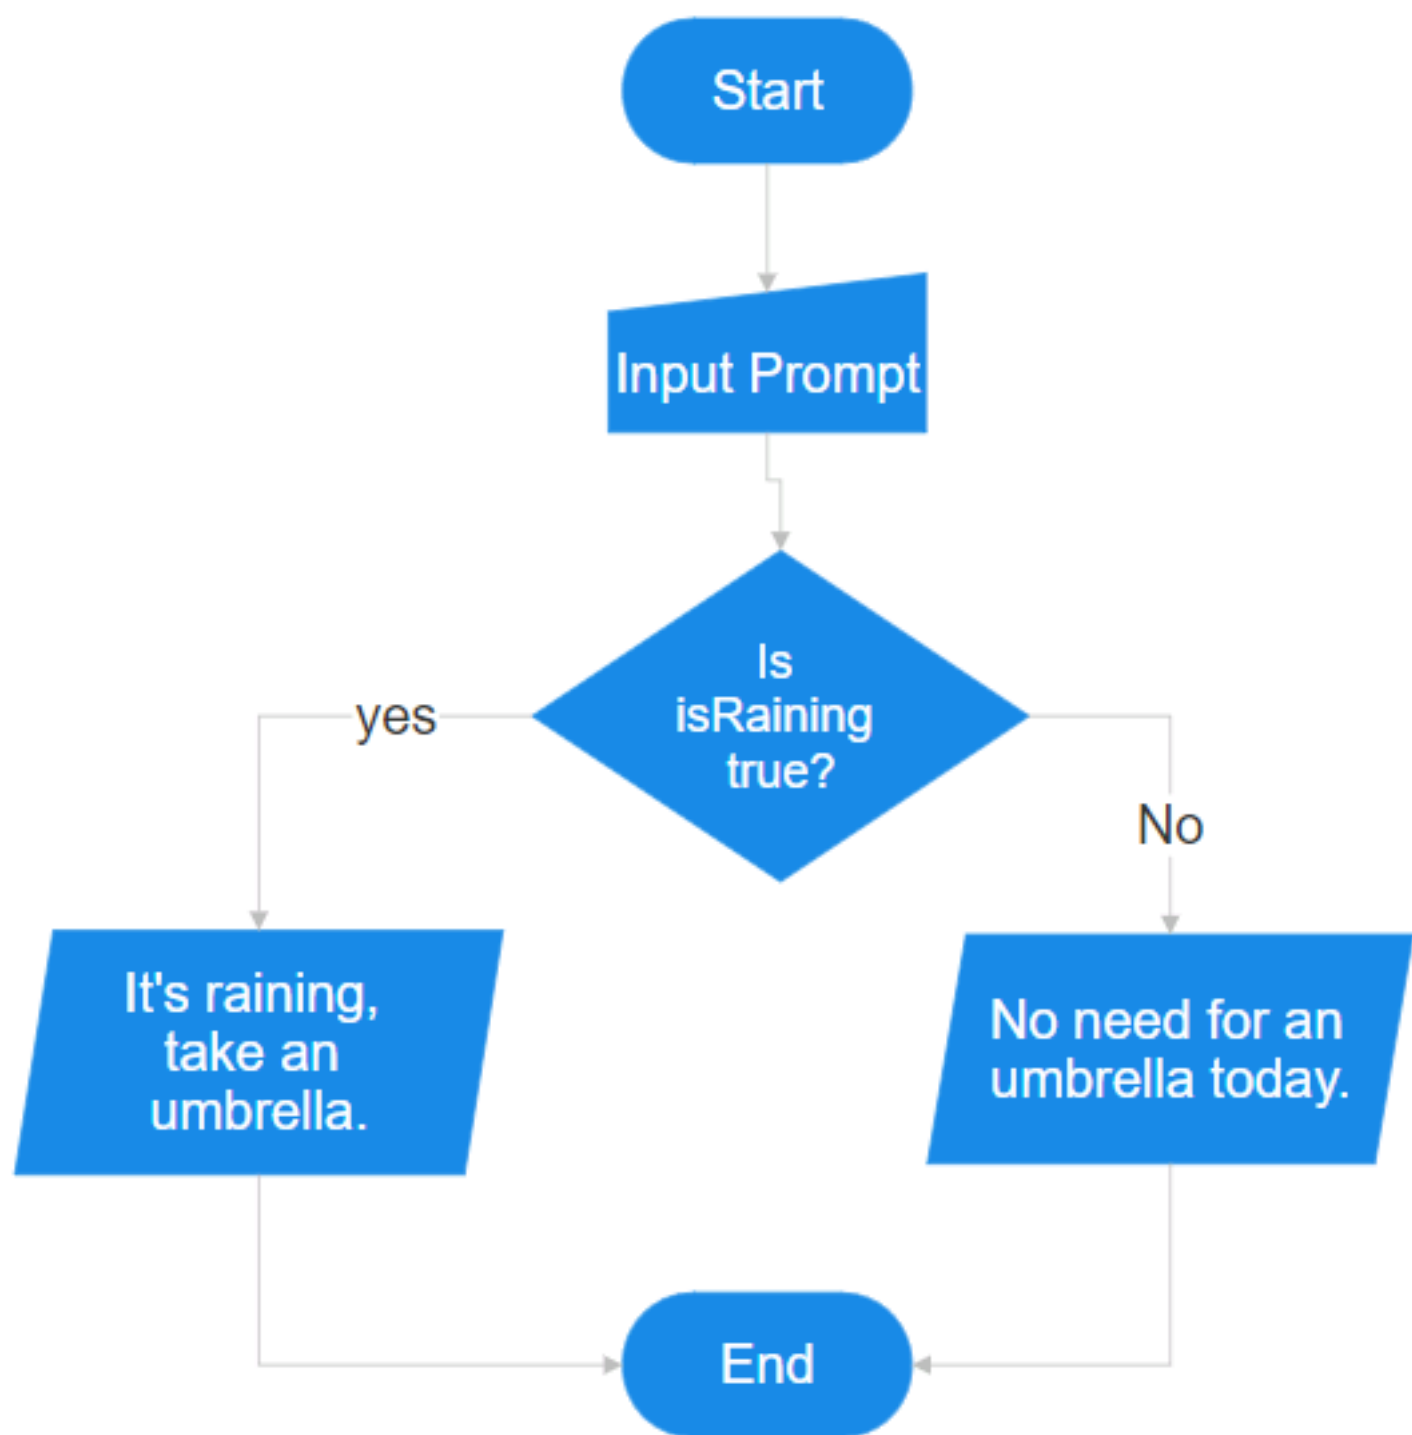 Start
Input Prompt
Is
isRaining
true?
yes
No
It's raining,
take an
umbrella.
No need for an
umbrella today.
End